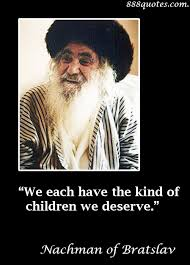 888quotes.com
“We each have the kind of
children we deserve.”
Nachman of Bratslav